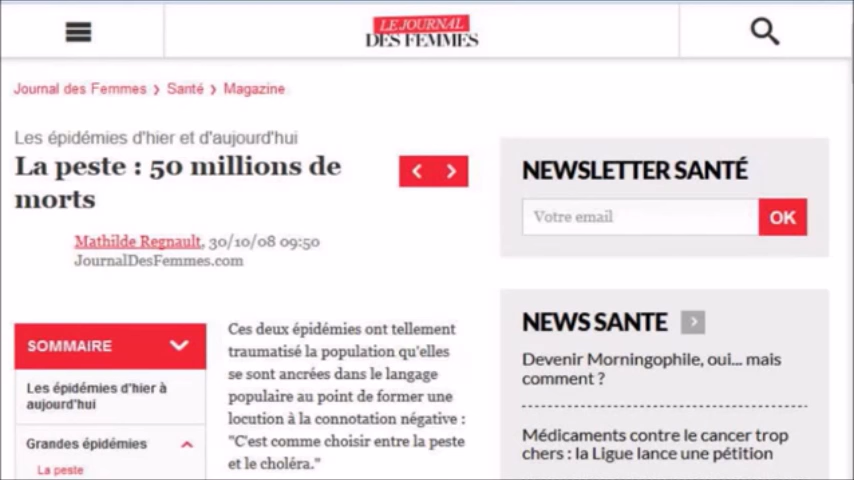 LE JOURNAL
DES FEMMES
Journal des Femmes ❯ Santé ❯ Magazine
Les épidémies d'hier et d'aujourd'hui
La peste : 50 millions de
morts
Mathilde Regnault, 30/10/08 09:50
JournalDesFemmes.com
SOMMAIRE
Les épidémies d'hier à
aujourd'hui
Grandes épidémies
La peste
Ces deux épidémies ont tellement
traumatisé la population qu'elles
se sont ancrées dans le langage
populaire au point de former une
locution à la connotation négative :
"C'est comme choisir entre la peste
et le choléra."
NEWSLETTER SANTÉ
Votre email
OK
NEWS SANTE
Devenir Morningophile, oui... mais
comment ?
Médicaments contre le cancer trop
chers : la Ligue lance une pétition